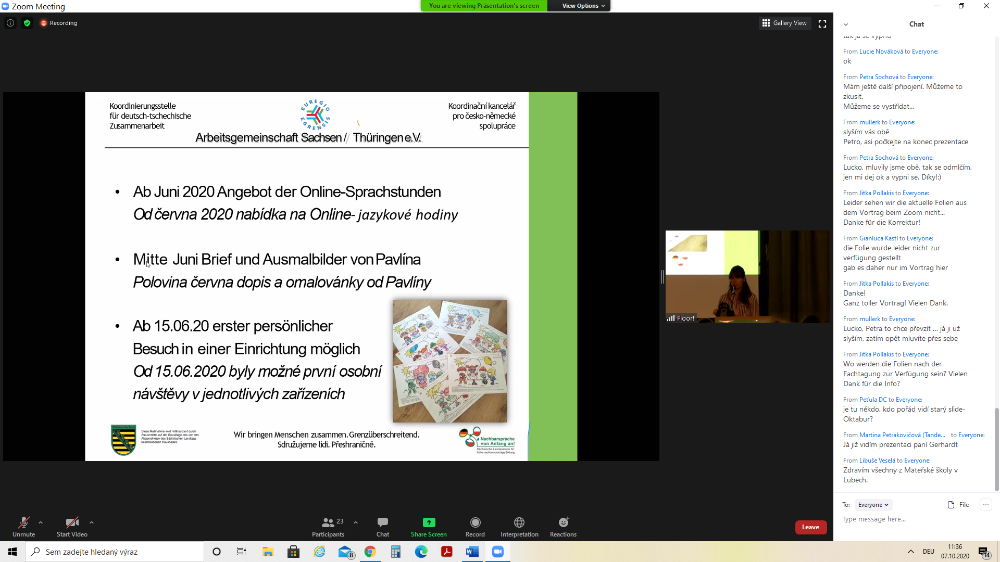 Zoom Meeting
You are viewing Präsentation's screen
View Options
Recording
Gallery View
Koordinierungsstelle
für deutsch-tschechische
Zusammenarbeit
EUREGIO
EGRENSIS
Koordinační kancelář
pro česko-německé
spolupráce
Arbeitsgemeinschaft Sachsen / Thüringen e.V.
• Ab Juni 2020 Angebot der Online-Sprachstunden
Od června 2020 nabídka na Online- jazykové hodiny
• Mitte Juni Brief und Ausmalbilder von Pavlína
Polovina června dopis a omalovánky od Pavlíny
• Ab 15.06.20 erster persönlicher
Besuch in einer Einrichtung möglich
Od 15.06.2020 byly možné první osobní
návštěvy v jednotlivých zařízeních
Freistaat Sachsen
Diese Maßnahme wird mitfinanziert durch
Steuermittel auf der Grundlage des von den
Abgeordneten des Sächsischen Landtags
beschlossenen Haushaltes.
Wir bringen Menschen zusammen. Grenzüberschreitend.
Sdružujeme lidi. Přeshraničně.
Nachbarsprache
von Anfang an!
Sächsische Landesstelle für
frühe nachbarsprachige Bildung
Floor!
Chat
tak já se vypnu
From Lucie Nováková to Everyone:
ok
From Petra Sochová to Everyone:
Mám ještě další připojení. Můžeme to
zkusit.
Můžeme se vystřídat...
From mullerk to Everyone:
slyším vás obě
Petro, asi počkejte na konec prezentace
From Petra Sochová to Everyone:
Lucko, mluvily jsme obě, tak se odmlčím,
jen mi dej ok a vypni se. Díky!:)
From Jitka Pollakis to Everyone:
Leider sehen wir die aktuelle Folien aus
dem Vortrag beim Zoom nicht...
Danke für die Korrektur!
From Gianluca Kastl to Everyone:
die Folie wurde leider nicht zur
verfügung gestellt
gab es daher nur im Vortrag hier
From Jitka Pollakis to Everyone:
Danke!
Ganz toller Vortrag! Vielen Dank.
From mullerk to Everyone:
Lucko, Petra to chce převzít ... já ji už
slyším, zatím opět mluvíte přes sebe
From Jitka Pollakis to Everyone:
Wo werden die Folien nach der
Fachtagung zur Verfügung sein? Vielen
Dank für die Info?
From Peťula DC to Everyone:
je tu někdo, kdo pořád vidí starý slide-
Oktabur?
From Martina Petrakovičová (Tande... to Everyone:
Já již vidím prezentaci paní Gerhardt
From Libuše Veselá to Everyone:
Zdravím všechny z Mateřské školy v
Lubech.
To: Everyone
File
Type message here...
Unmute
Start Video
Participants
23
Chat
Share Screen
Record
Interpretation
Reactions
Leave
Sem zadejte hledaný výraz
8
DEU
11:36
07.10.2020
14